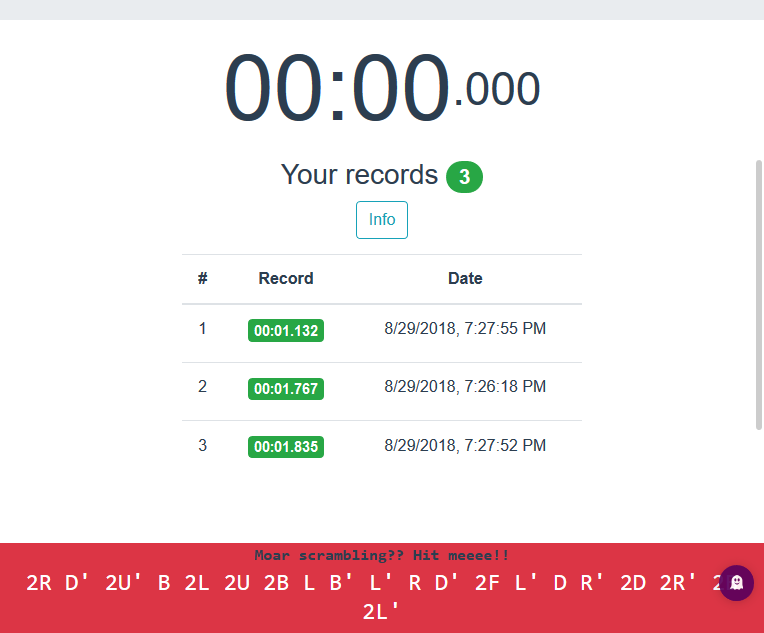 00:00.000
Your records 3
Info
# Record Date
1 00:01.132 8/29/2018, 7:27:55 PM
2 00:01.767 8/29/2018, 7:26:18 PM
3 00:01.835 8/29/2018, 7:27:52 PM
Moar scrambling?? Hit meeee!!
2R D' 2U' B 2L 2U 2B L B' L' R D' 2F L' D R' 2D 2R'
2L'